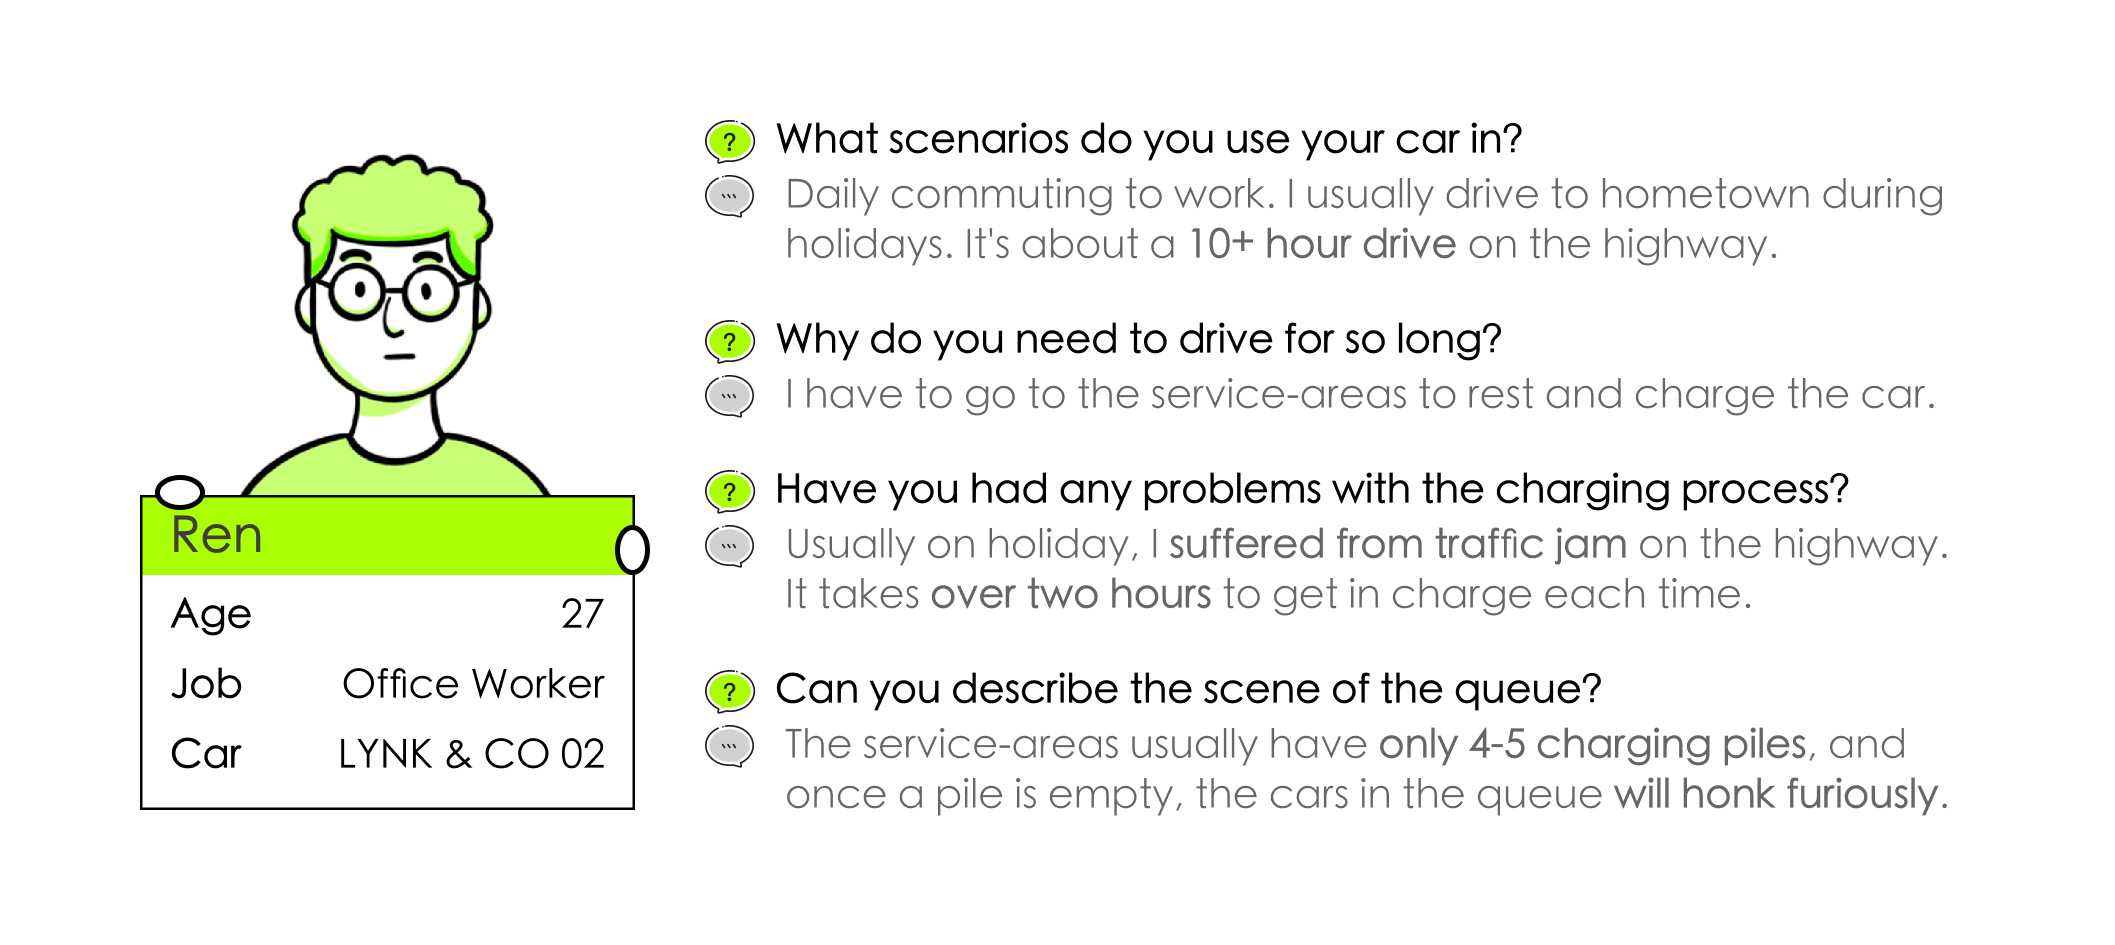 Ren
Age 27
Job Office Worker
Car LYNK & CO 02
? What scenarios do you use your car in?
Daily commuting to work. I usually drive to hometown during
holidays. It's about a 10+ hour drive on the highway.
? Why do you need to drive for so long?
I have to go to the service-areas to rest and charge the car.
? Have you had any problems with the charging process?
Usually on holiday, I suffered from traffic jam on the highway.
It takes over two hours to get in charge each time.
? Can you describe the scene of the queue?
The service-areas usually have only 4-5 charging piles, and
once a pile is empty, the cars in the queue will honk furiously.